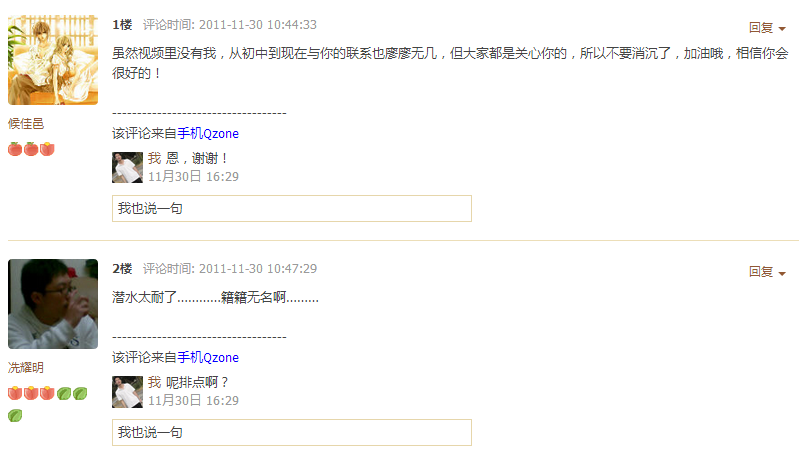 1楼 评论时间: 2011-11-30 10:44:33 回复
虽然视频里没有我，从初中到现在与你的联系也廖廖无几，但大家都是关心你的，所以不要消沉了，加油哦，相信你会
很好的！
-----------------------------------
该评论来自手机Qzone
候佳邑
我 恩，谢谢！
11月30日 16:29
我也说一句
2楼 评论时间: 2011-11-30 10:47:29 回复
潜水太耐了…………籍籍无名啊………
-----------------------------------
该评论来自手机Qzone
冼耀明
我 呢排点啊？
11月30日 16:29
我也说一句